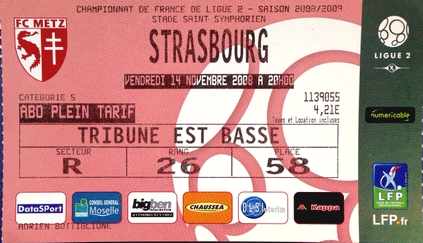 CHAMPIONNAT DE FRANCE DE LIGUE 2 - SAISON 2008/2009
STADE SAINT SYMPHORIEN
FC METZ
STRASBOURG
VENDREDI 14 NOVEMBRE 2008 A 20H00
LIGUE 2
CATEGORIE 5
1139055
ABO PLEIN TARIF
4,21E
Taxes et Location incluses
numericable
TRIBUNE EST BASSE
SECTEUR RANG PLACE
R 26 58
LFP
DataSPort
CONSEIL GENERAL
Moselle
bigben
CHAUSSEA
Interim
Kappa
LFP.fr
ADRIEN